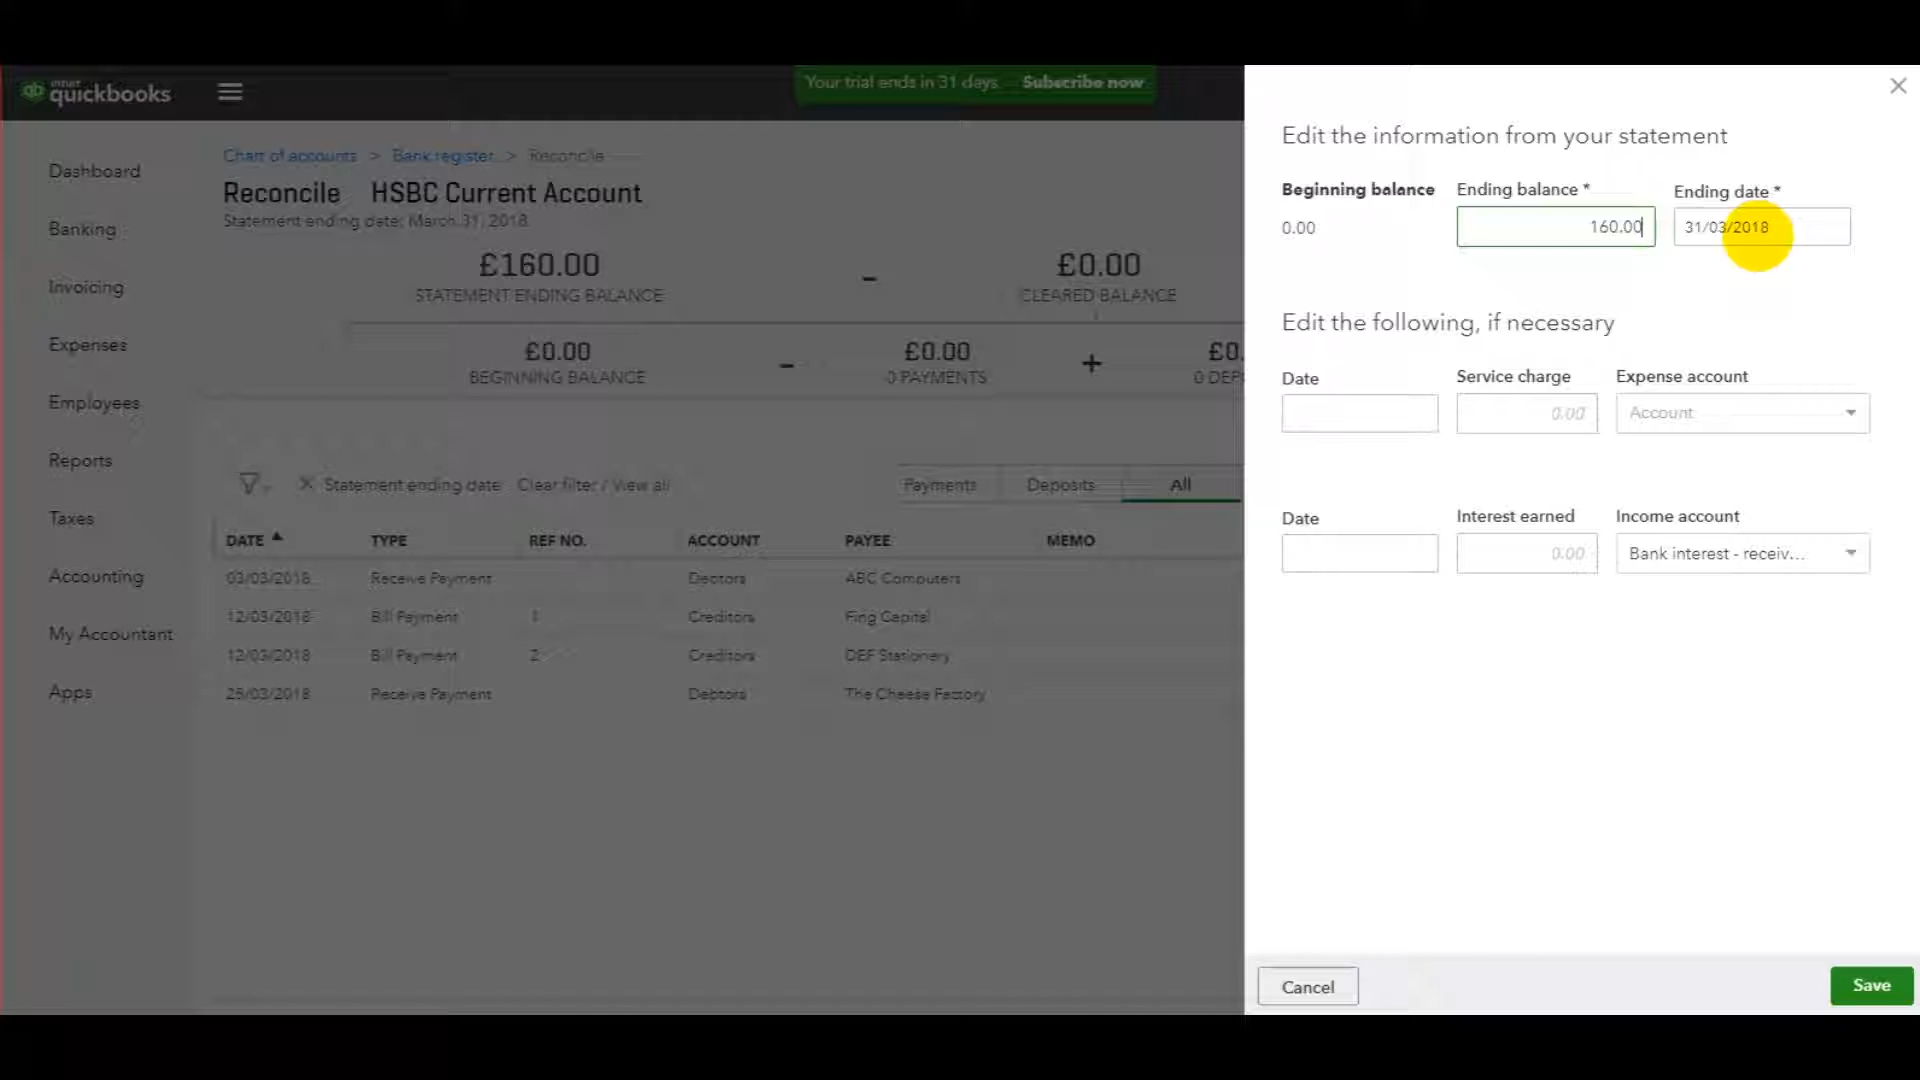 intuit
quickbooks
Your trial ends in 31 days. Subscribe now
Dashboard
Banking
Invoicing
Expenses
Employees
Reports
Taxes
Accounting
My Accountant
Apps
Chart of accounts > Bank register > Reconcile
Reconcile HSBC Current Account
Statement ending date: March 31, 2018
£160.00
STATEMENT ENDING BALANCE
-
£0.00
CLEARED BALANCE
£0.00
BEGINNING BALANCE
-
£0.00
0 PAYMENTS
+
£0.
0 DEP
Statement ending date Clear filter / View all
Payments Deposits All
DATE TYPE REF NO. ACCOUNT PAYEE MEMO
03/03/2018 Receive Payment Debtors ABC Computers
12/03/2018 Bill Payment 1 Creditors Fing Capital
12/03/2018 Bill Payment 2 Creditors DEF Stationery
25/03/2018 Receive Payment Debtors The Cheese Factory
Edit the information from your statement
Beginning balance Ending balance * Ending date *
0.00 160.00 31/03/2018
Edit the following, if necessary
Date Service charge Expense account
0.00 Account
Date Interest earned Income account
0.00 Bank interest - receiv...
Cancel Save